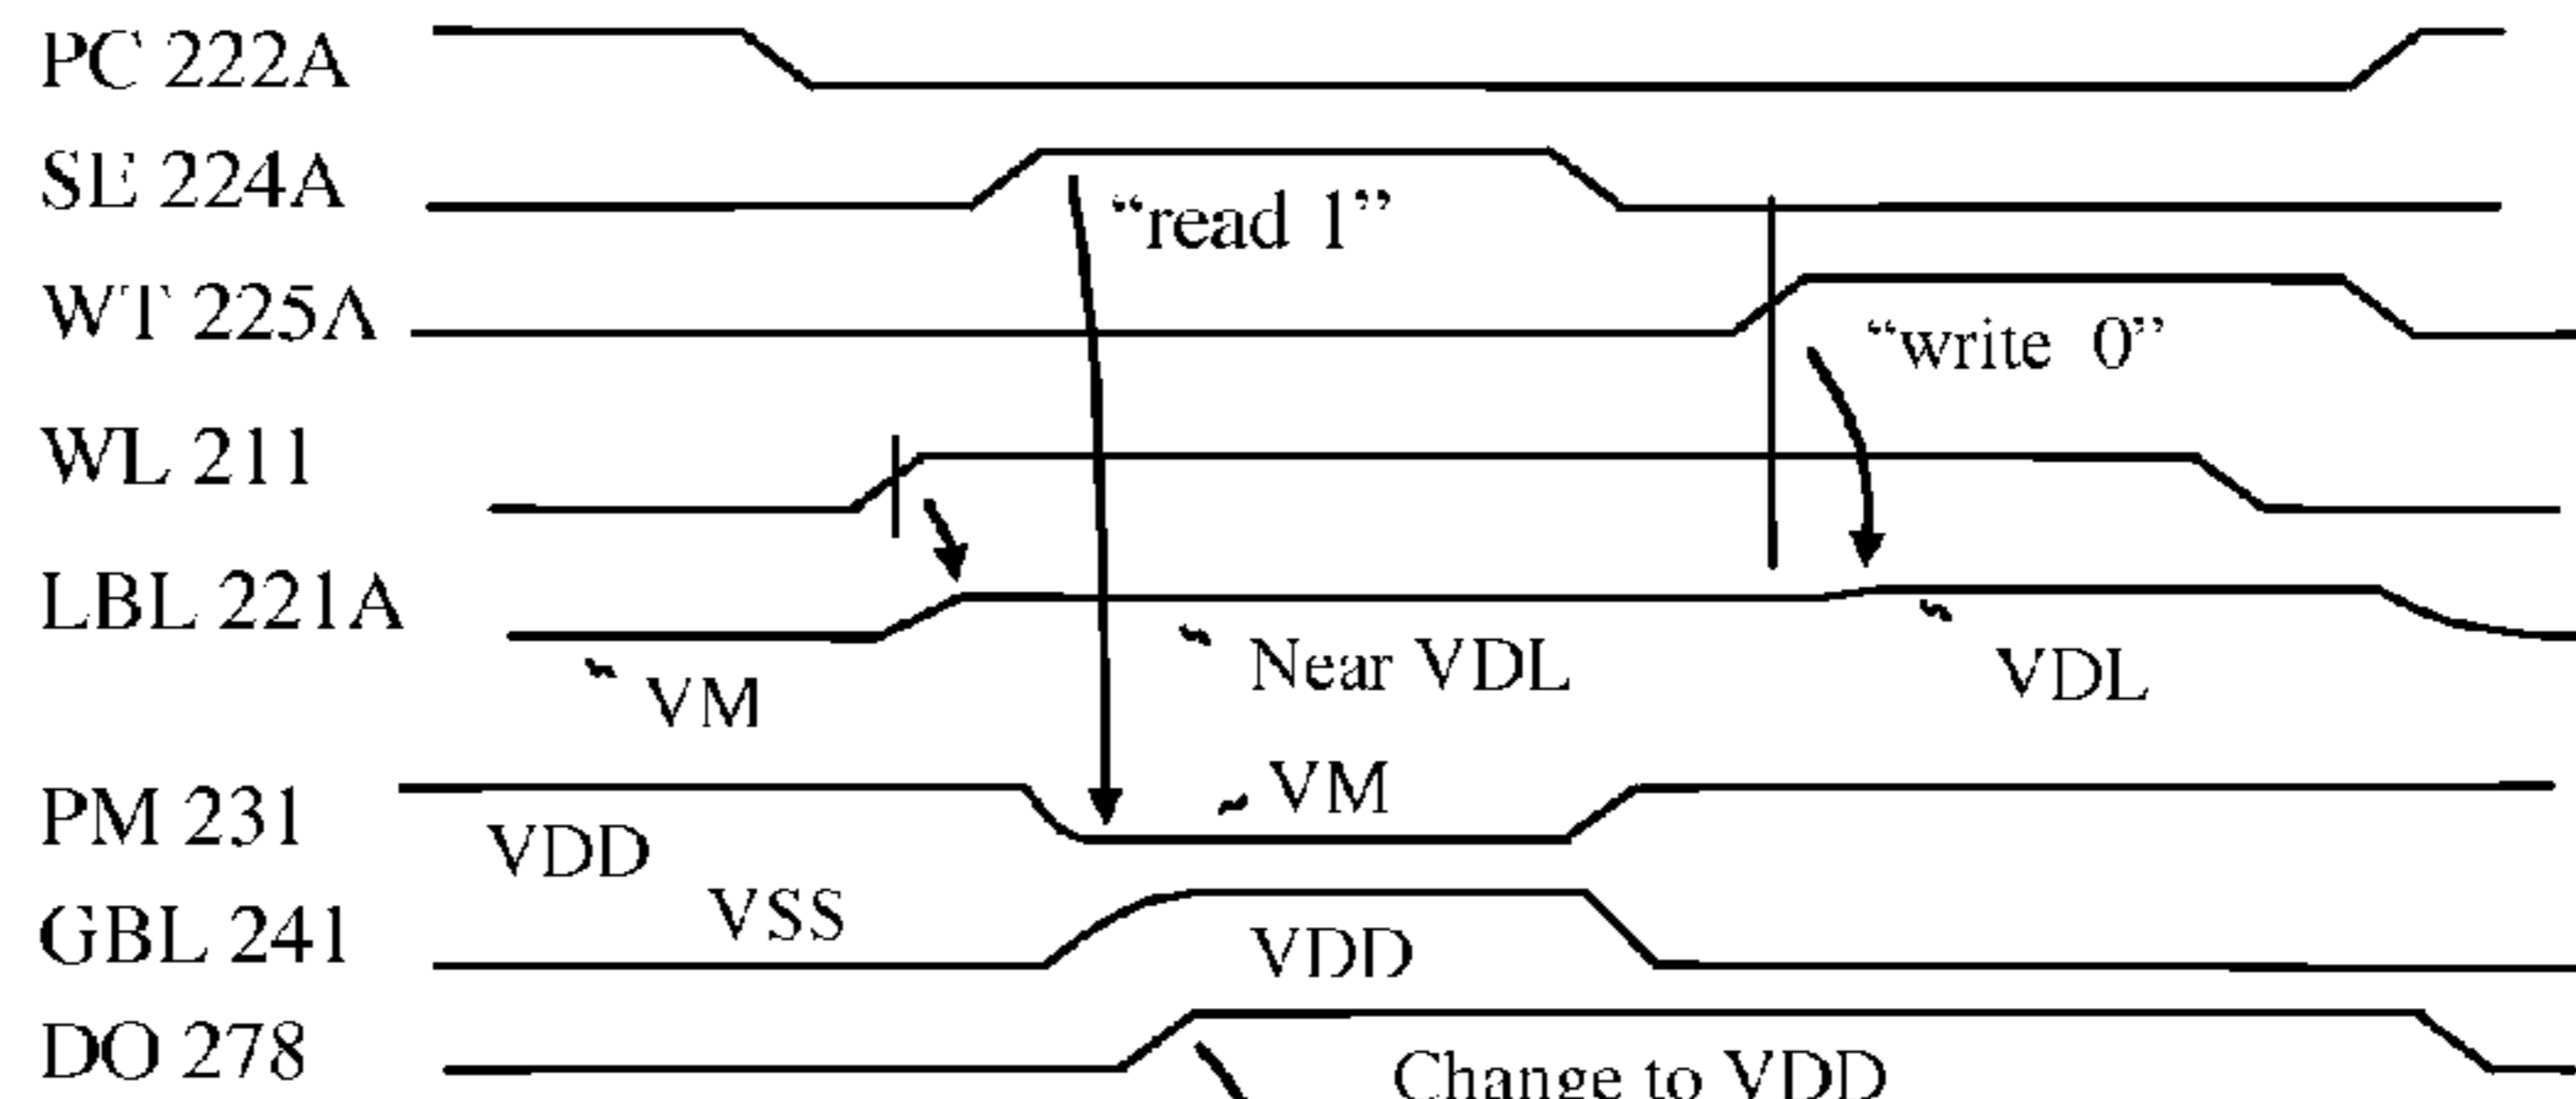 PC 222A
SE 224A
"read 1"
WT 225A
"write 0"
WL 211
LBL 221A
VM
Near VDL
VDL
PM 231
VDD
VM
GBL 241
VSS
VDD
DO 278
Change to VDD